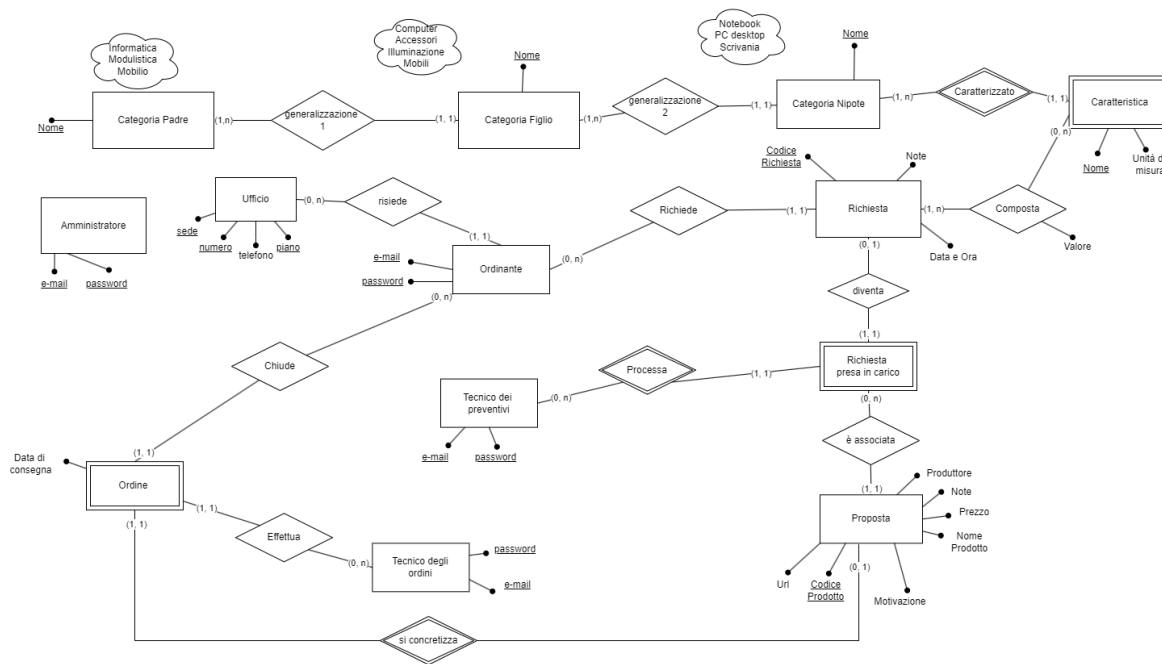 Informatica
Modulistica
Mobilio
Computer
Accessori
Illuminazione
Mobili
Notebook
PC desktop
Scrivania
Nome
Nome
Nome
Categoria Padre
(1,n)
generalizzazione
1
(1, 1)
Categoria Figlio
(1,n)
generalizzazione
2
(1, 1)
Categoria Nipote
(1, n)
Caratterizzato
(1, 1)
Caratteristica
(0, n)
Nome
Unità di
misura
Codice
Richiesta
Note
Amministratore
e-mail
password
Ufficio
(0, n)
risiede
sede
numero
telefono
piano
(1, 1)
Richiede
(1, 1)
Richiesta
(1, n)
Composta
Valore
Data e Ora
(0, 1)
e-mail
password
Ordinante
(0, n)
(0, n)
diventa
(1, 1)
Chiude
Processa
(1, 1)
Richiesta
presa in carico
(0, n)
Tecnico dei
preventivi
(0, n)
e-mail
password
è associata
(1, 1)
Data di
consegna
(1, 1)
Ordine
(1, 1)
(1, 1)
Effettua
(0, n)
Tecnico degli
ordini
password
e-mail
Proposta
Produttore
Note
Prezzo
Nome
Prodotto
(0, 1)
Url
Codice
Prodotto
Motivazione
si concretizza